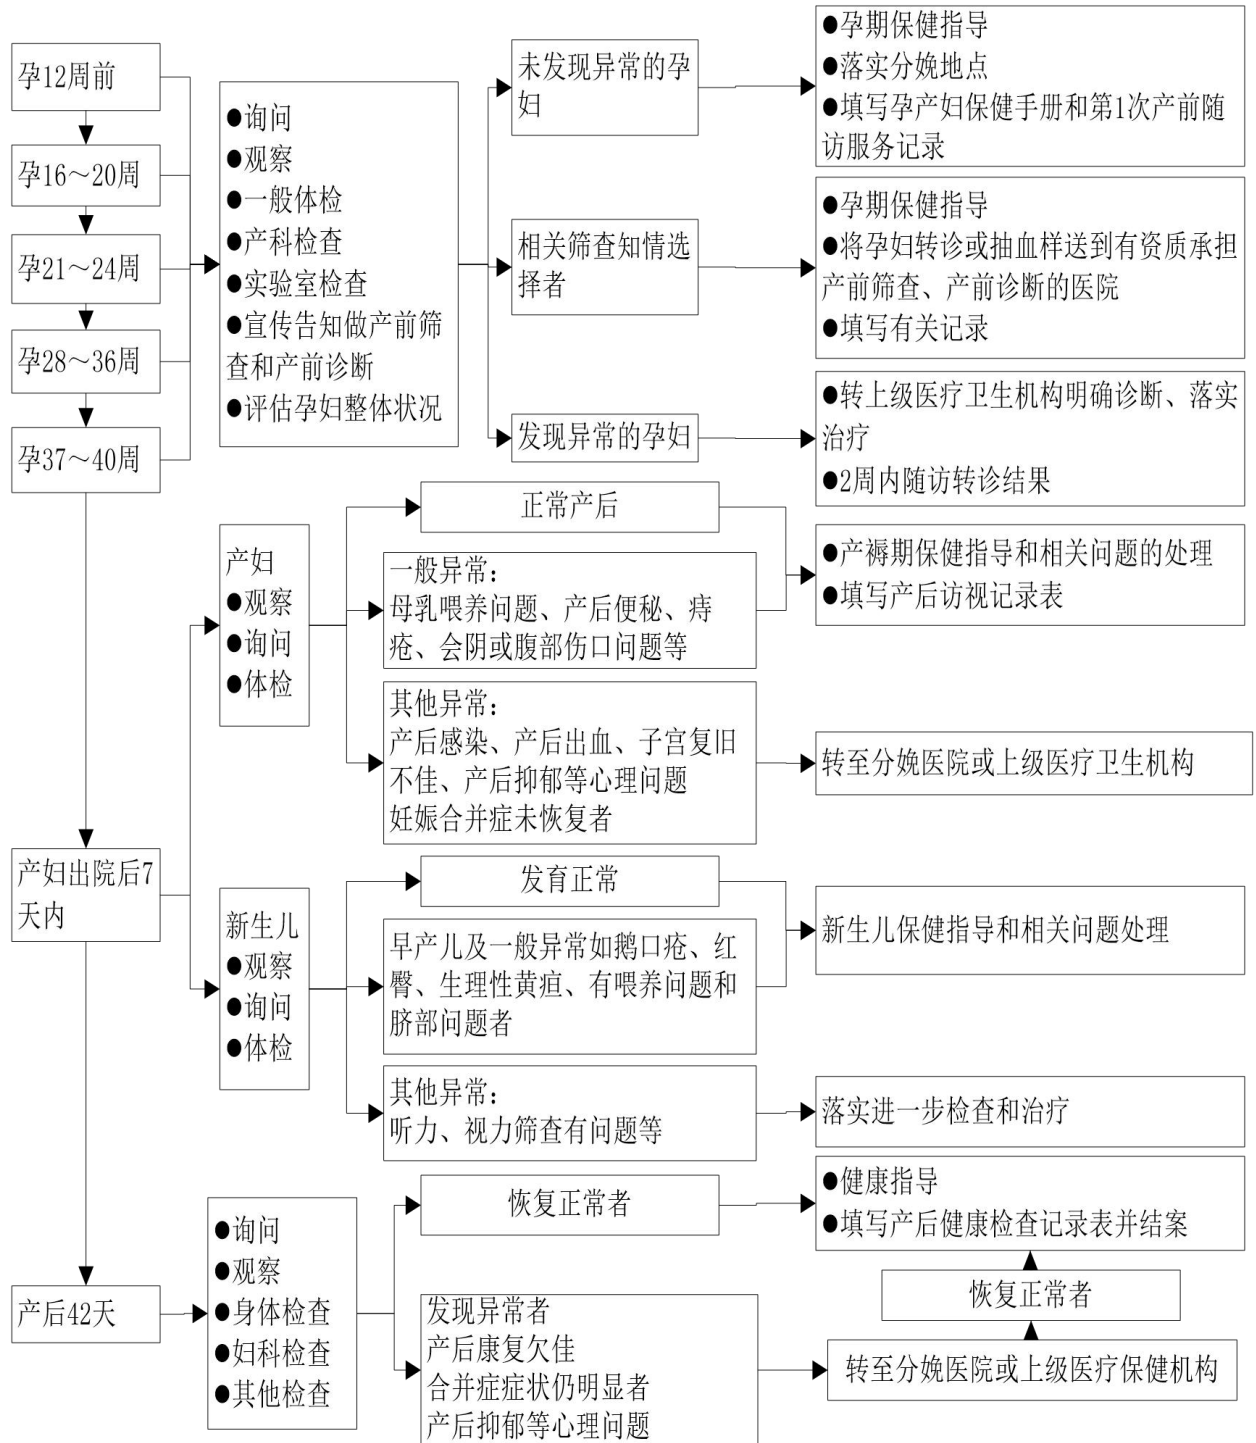 孕12周前
孕16～20周
孕21～24周
孕28～36周
孕37～40周
●询问
●观察
●一般体检
●产科检查
●实验室检查
●宣传告知做产前筛
查和产前诊断
●评估孕妇整体状况
未发现异常的孕
妇
●孕期保健指导
●落实分娩地点
●填写孕产妇保健手册和第1次产前随
访服务记录
相关筛查知情选
择者
●孕期保健指导
●将孕妇转诊或抽血样送到有资质承担
产前筛查、产前诊断的医院
●填写有关记录
发现异常的孕妇
●转上级医疗卫生机构明确诊断、落实
治疗
●2周内随访转诊结果
产妇出院后7
天内
产妇
●观察
●询问
●体检
正常产后
一般异常：
母乳喂养问题、产后便秘、痔
疮、会阴或腹部伤口问题等
●产褥期保健指导和相关问题的处理
●填写产后访视记录表
其他异常：
产后感染、产后出血、子宫复旧
不佳、产后抑郁等心理问题
妊娠合并症未恢复者
转至分娩医院或上级医疗卫生机构
新生儿
●观察
●询问
●体检
发育正常
早产儿及一般异常如鹅口疮、红
臀、生理性黄疸、有喂养问题和
脐部问题者
新生儿保健指导和相关问题处理
其他异常：
听力、视力筛查有问题等
落实进一步检查和治疗
产后42天
●询问
●观察
●身体检查
●妇科检查
●其他检查
恢复正常者
●健康指导
●填写产后健康检查记录表并结案
恢复正常者
发现异常者
产后康复欠佳
合并症症状仍明显者
产后抑郁等心理问题
转至分娩医院或上级医疗保健机构